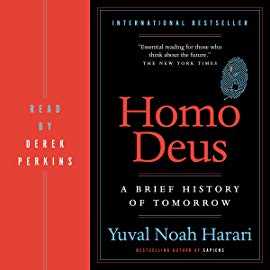 READ
BY
DEREK
PERKINS
INTERNATIONAL BESTSELLER
"Essential reading for those who
think about the future."
THE NEW YORK TIMES
Homo
Deus
A BRIEF HISTORY
OF TOMORROW
Yuval Noah Harari
BESTSELLING AUTHOR OF SAPIENS